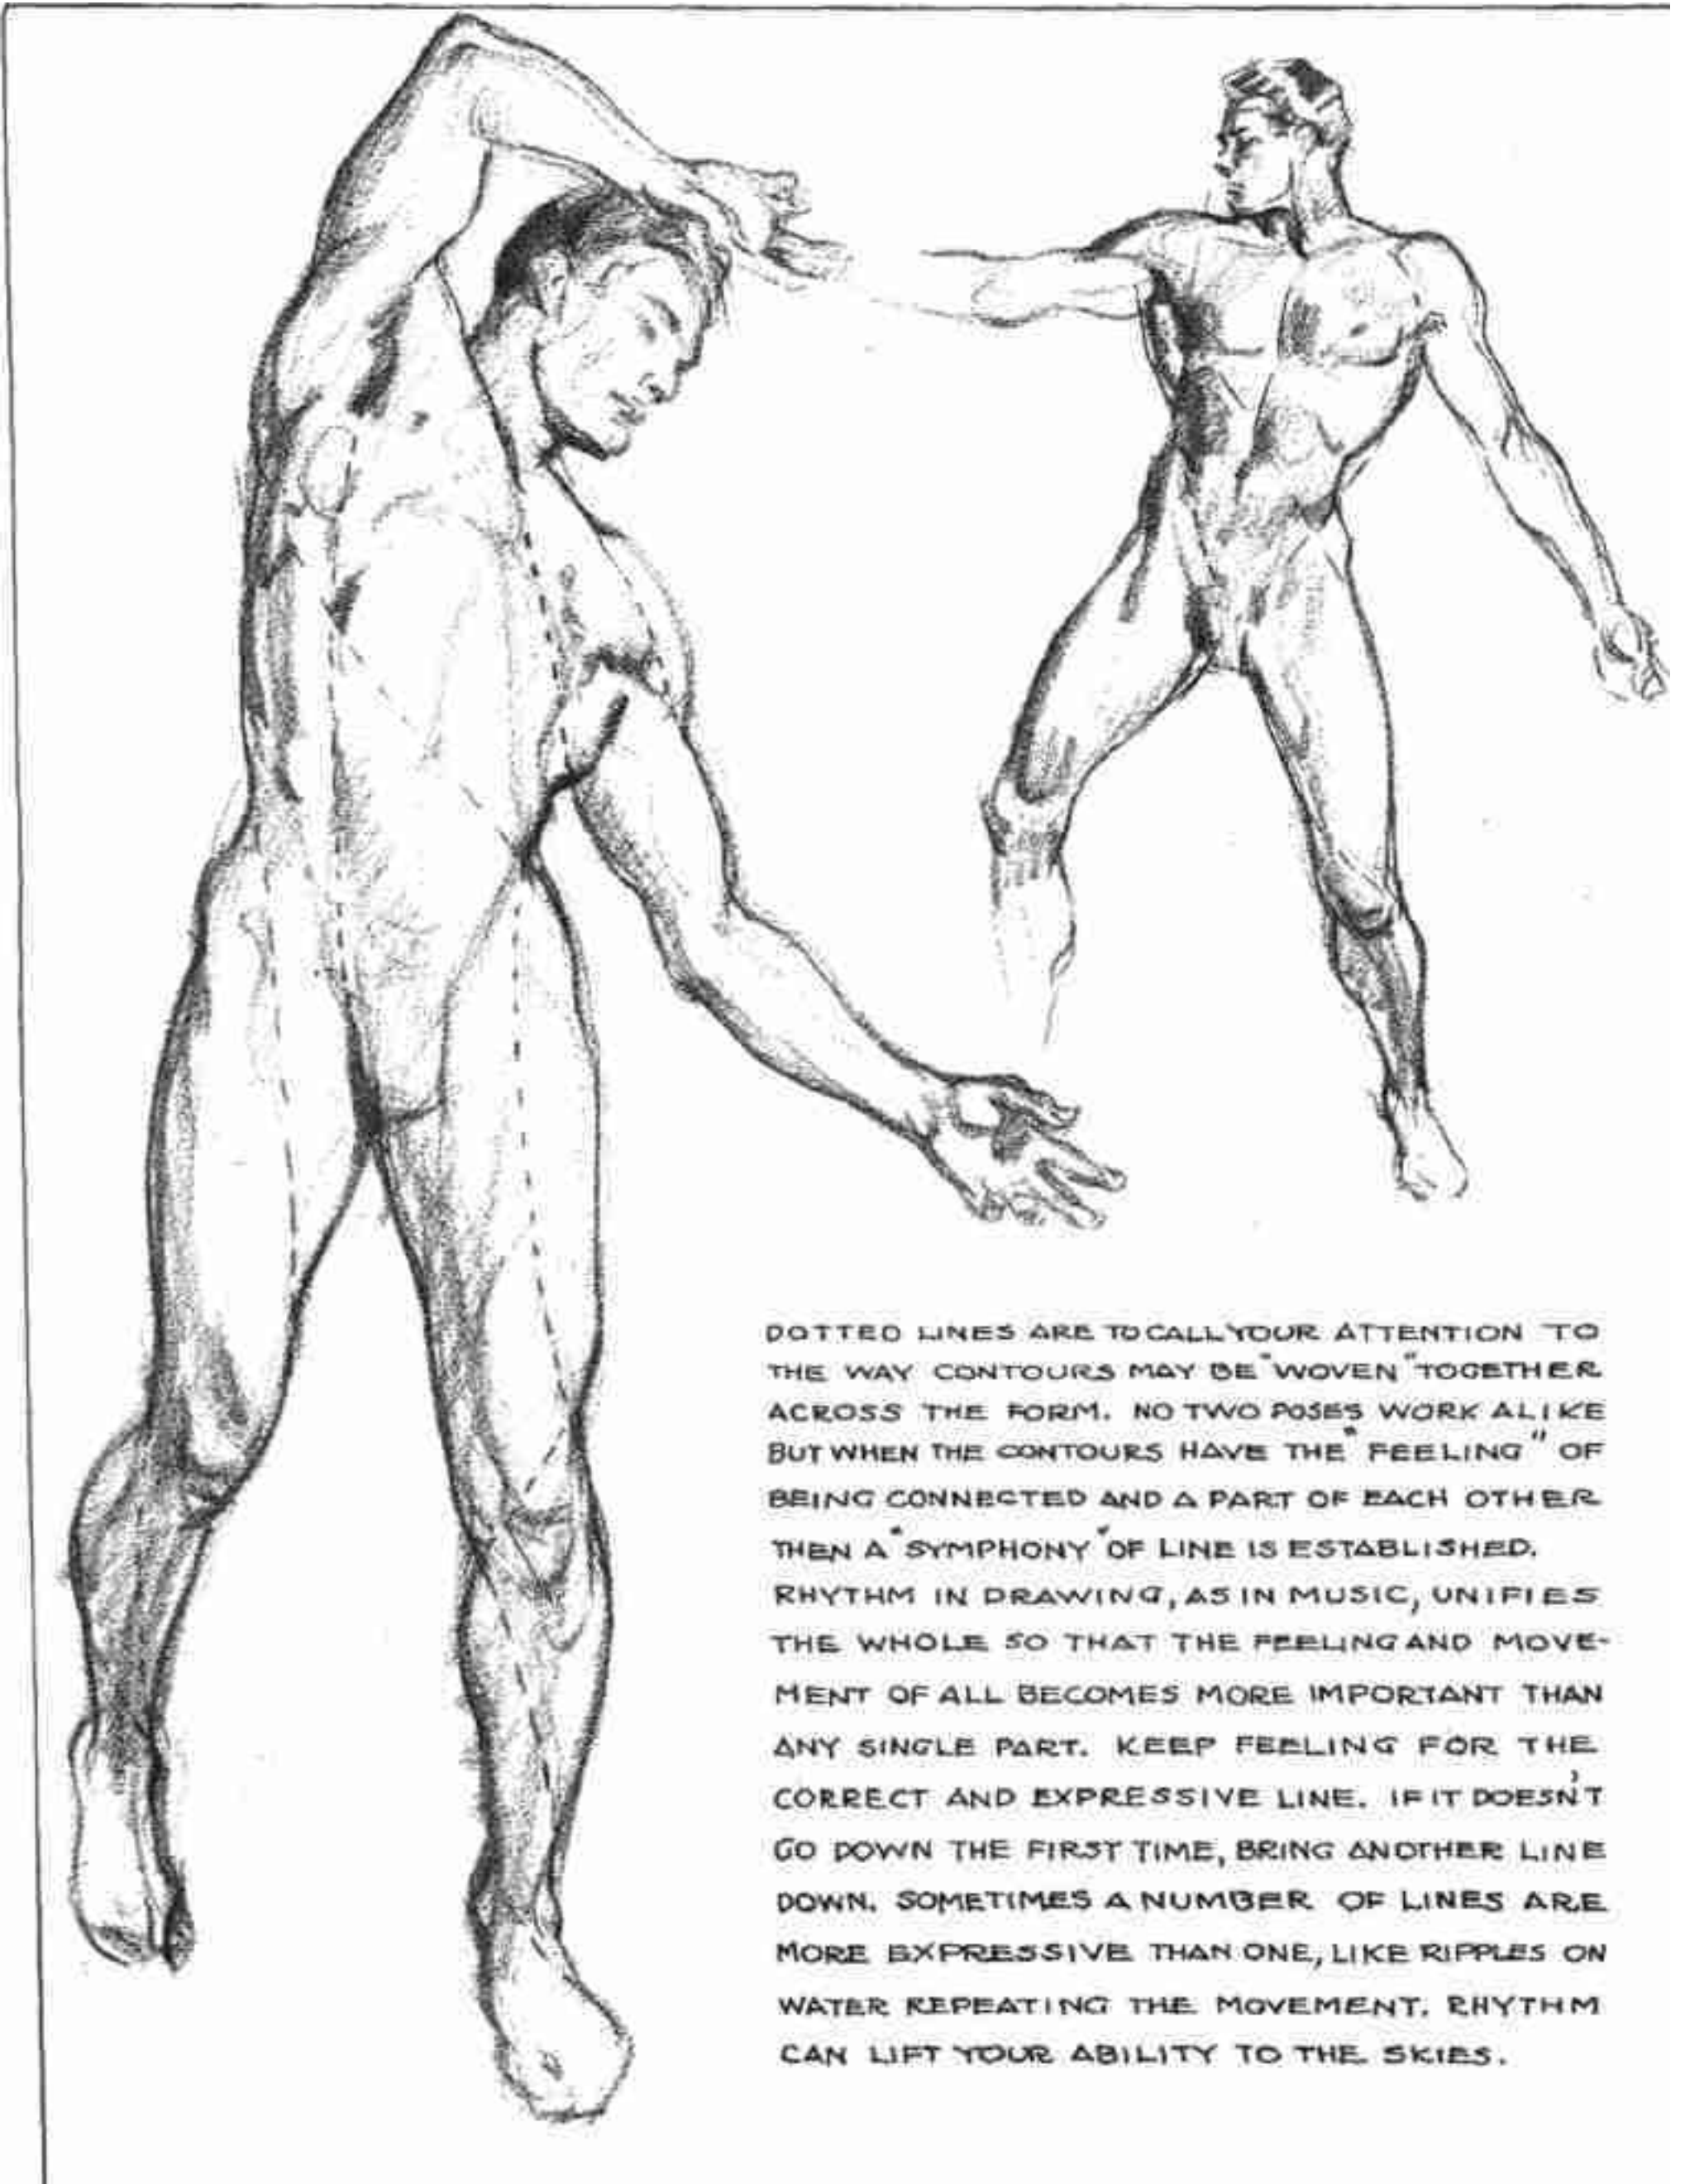 DOTTED LINES ARE TO CALL YOUR ATTENTION TO
THE WAY CONTOURS MAY BE "WOVEN" TOGETHER
ACROSS THE FORM. NO TWO POSES WORK ALIKE
BUT WHEN THE CONTOURS HAVE THE "FEELING" OF
BEING CONNECTED AND A PART OF EACH OTHER
THEN A "SYMPHONY" OF LINE IS ESTABLISHED.
RHYTHM IN DRAWING, AS IN MUSIC, UNIFIES
THE WHOLE SO THAT THE FEELING AND MOVE-
MENT OF ALL BECOMES MORE IMPORTANT THAN
ANY SINGLE PART. KEEP FEELING FOR THE
CORRECT AND EXPRESSIVE LINE. IF IT DOESN'T
GO DOWN THE FIRST TIME, BRING ANOTHER LINE
DOWN. SOMETIMES A NUMBER OF LINES ARE
MORE EXPRESSIVE THAN ONE, LIKE RIPPLES ON
WATER REPEATING THE MOVEMENT. RHYTHM
CAN LIFT YOUR ABILITY TO THE SKIES.